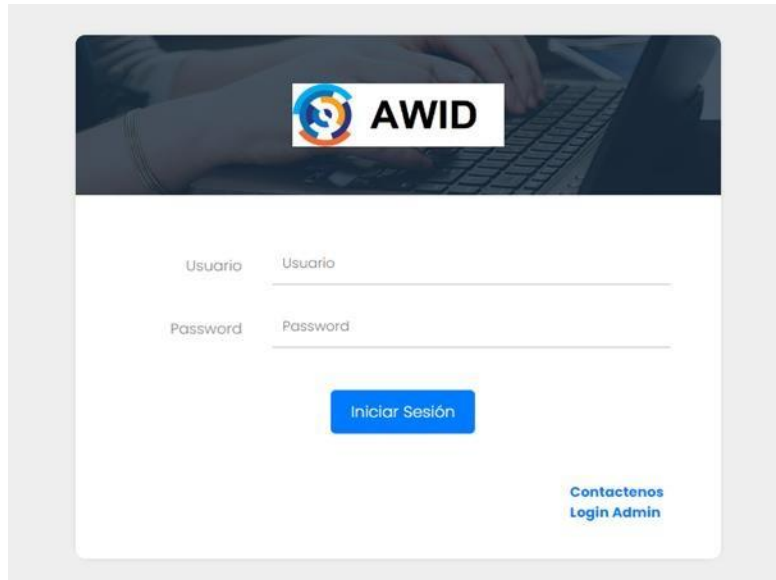 AWID
Usuario Usuario
Password Password
Iniciar Sesión
Contactenos
Login Admin